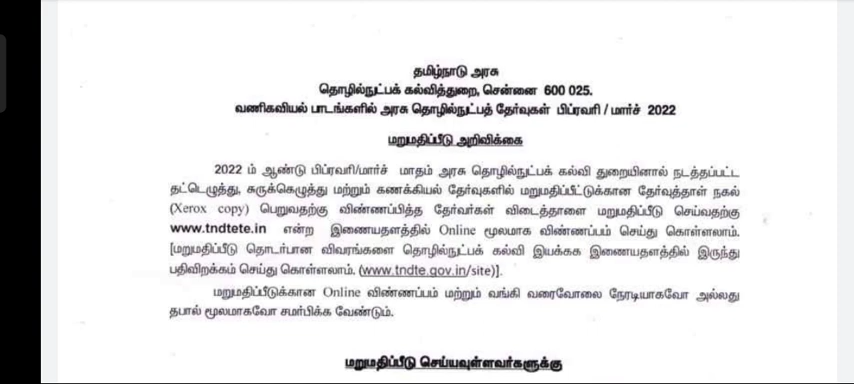 தமிழ்நாடு அரசு
தொழில்நுட்பக் கல்வித்துறை, சென்னை 600 025.
வணிகவியல் பாடங்களில் அரசு தொழில்நுட்பத் தேர்வுகள் பிப்ரவரி / மார்ச் 2022
மறுமதிப்பீடு அறிவிக்கை
2022 ம் ஆண்டு பிப்ரவரி/மார்ச் மாதம் அரசு தொழில்நுட்பக் கல்வி துறையினால் நடத்தப்பட்ட
தட்டெழுத்து, சுருக்கெழுத்து மற்றும் கணக்கியல் தேர்வுகளில் மறுமதிப்பீட்டுக்கான தேர்வுத்தாள் நகல்
(Xerox copy) பெறுவதற்கு விண்ணப்பித்த தேர்வர்கள் விடைத்தாளை மறுமதிப்பீடு செய்வதற்கு
www.tndtete.in என்ற இணையதளத்தில் Online மூலமாக விண்ணப்பம் செய்து கொள்ளலாம்.
[மறுமதிப்பீடு தொடர்பான விவரங்களை தொழில்நுட்பக் கல்வி இயக்கக இணையதளத்தில் இருந்து
பதிவிறக்கம் செய்து கொள்ளலாம். (www.tndte.gov.in/site)].
மறுமதிப்பீடுக்கான Online விண்ணப்பம் மற்றும் வங்கி வரைவோலை நேரடியாகவோ அல்லது
தபால் மூலமாகவோ சமர்பிக்க வேண்டும்.
மறுமதிப்பீடு செய்யவுள்ளவர்களுக்கு